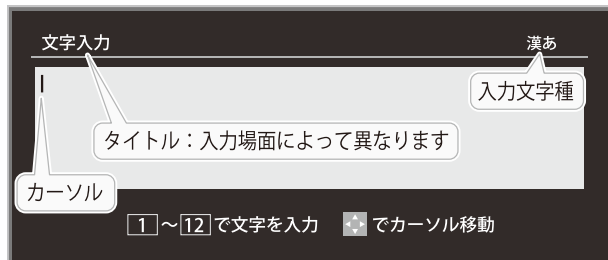 文字入力
漢あ
入力文字種
タイトル：入力場面によって異なります
カーソル
1～12で文字を入力 でカーソル移動